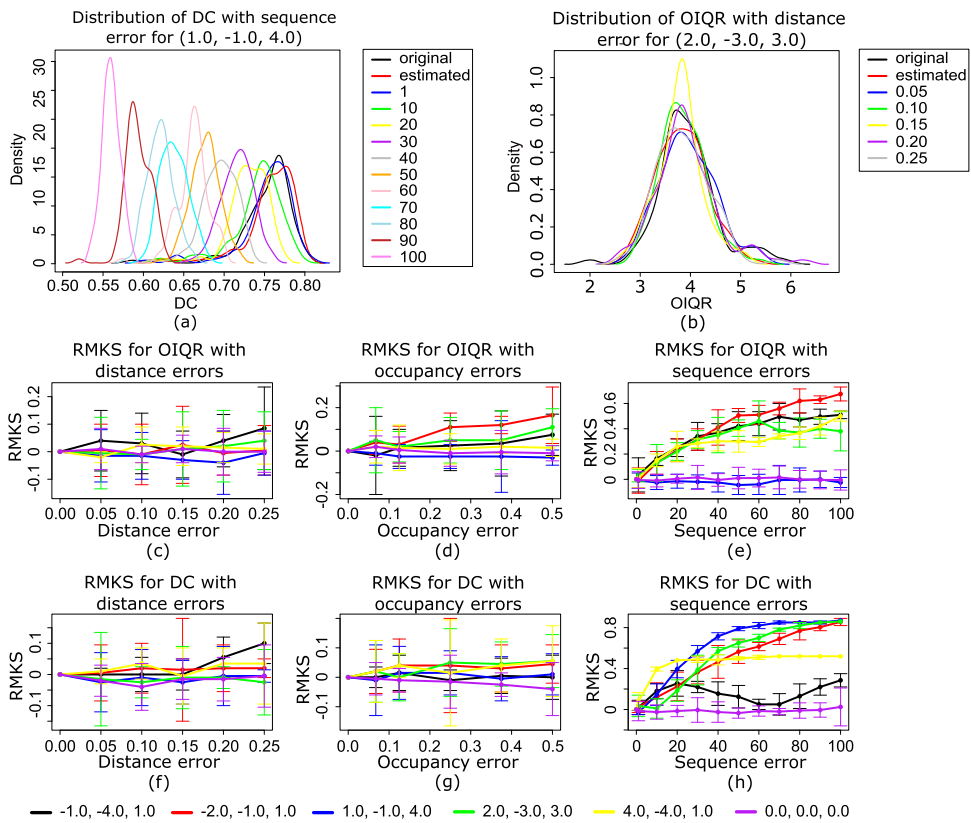 Distribution of DC with sequence
error for (1.0, -1.0, 4.0)
Density
0
5
10
15
20
25
30
0.50
0.55
0.60
0.65
0.70
0.75
0.80
DC
(a)
original
estimated
1
10
20
30
40
50
60
70
80
90
100
Distribution of OIQR with distance
error for (2.0, -3.0, 3.0)
Density
0.0
0.2
0.4
0.6
0.8
1.0
2
3
4
5
6
OIQR
(b)
original
estimated
0.05
0.10
0.15
0.20
0.25
RMKS for OIQR with
distance errors
RMKS
-0.1
0
0.1
0.1
0.2
0.00
0.05
0.10
0.15
0.20
0.25
Distance error
(c)
RMKS for OIQR with
occupancy errors
RMKS
-0.2
0
0.2
0.0
0.1
0.2
0.3
0.4
0.5
Occupancy error
(d)
RMKS for OIQR with
sequence errors
RMKS
0
0.2
0.4
0.6
0
20
40
60
80
100
Sequence error
(e)
RMKS for DC with
distance errors
RMKS
-0.1
0
0.1
0.00
0.05
0.10
0.15
0.20
0.25
Distance error
(f)
RMKS for DC with
occupancy errors
RMKS
-0.1
0
0.1
0.0
0.1
0.2
0.3
0.4
0.5
Occupancy error
(g)
RMKS for DC with
sequence errors
RMKS
0
0.4
0.8
0
20
40
60
80
100
Sequence error
(h)
-1.0, -4.0, 1.0
-2.0, -1.0, 1.0
1.0, -1.0, 4.0
2.0, -3.0, 3.0
4.0, -4.0, 1.0
0.0, 0.0, 0.0